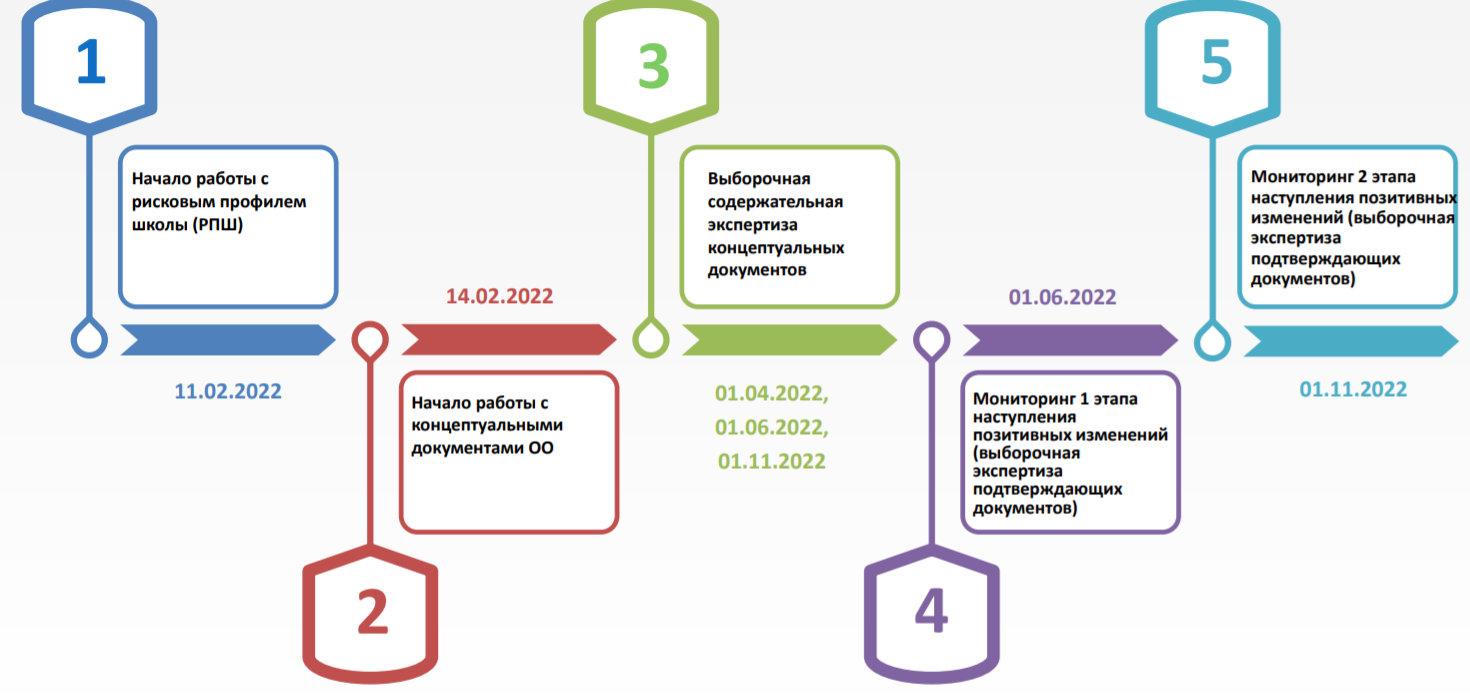 1
Начало работы с
рисковым профилем
школы (РПШ)
11.02.2022
2
14.02.2022
Начало работы с
концептуальными
документами ОО
3
Выборочная
содержательная
экспертиза
концептуальных
документов
01.04.2022,
01.06.2022,
01.11.2022
4
01.06.2022
Мониторинг 1 этапа
наступления
позитивных изменений
(выборочная
экспертиза
подтверждающих
документов)
5
Мониторинг 2 этапа
наступления позитивных
изменений (выборочная
экспертиза
подтверждающих
документов)
01.11.2022